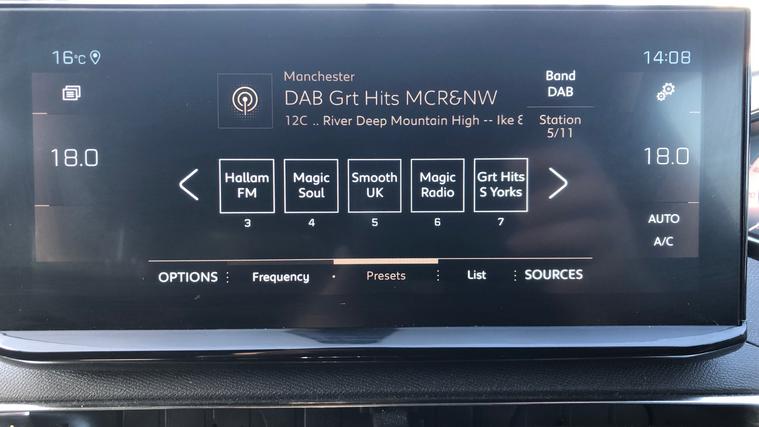 16°C 14:08
Manchester
DAB Grt Hits MCR&NW
12C .. River Deep Mountain High -- Ike &
Band
DAB
Station
5/11
18.0 18.0
Hallam
FM
3
Magic
Soul
4
Smooth
UK
5
Magic
Radio
6
Grt Hits
S Yorks
7
AUTO
A/C
OPTIONS : Frequency · Presets : List : SOURCES